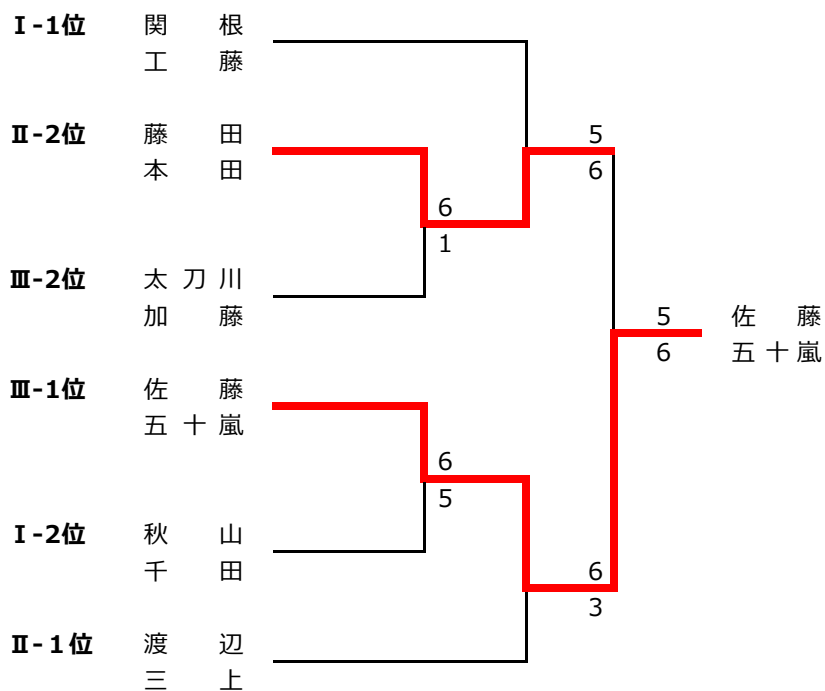 Ⅰ-1位 関 根
工 藤
Ⅱ-2位 藤 田 5
本 田 6
6
1
Ⅲ-2位 太 刀 川
加 藤 5 佐 藤
6 五 十 嵐
Ⅲ-1位 佐 藤
五 十 嵐
6
5
Ⅰ-2位 秋 山
千 田 6
3
Ⅱ-１位 渡 辺
三 上